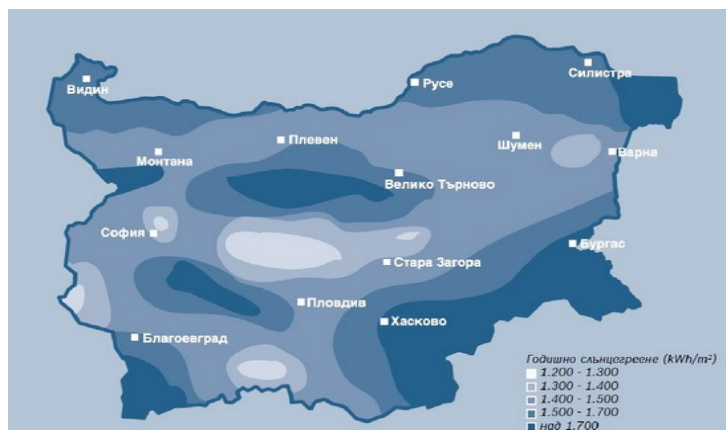 Видин
Русе
Силистра
Плевен
Монтана
Шумен
Варна
Велико Търново
София
Бургас
Стара Загора
Пловдив
Хасково
Благоевград
Годишно слънцегреене (kWh/m²)
1.200 - 1.300
1.300 - 1.400
1.400 - 1.500
1.500 - 1.700
над 1.700